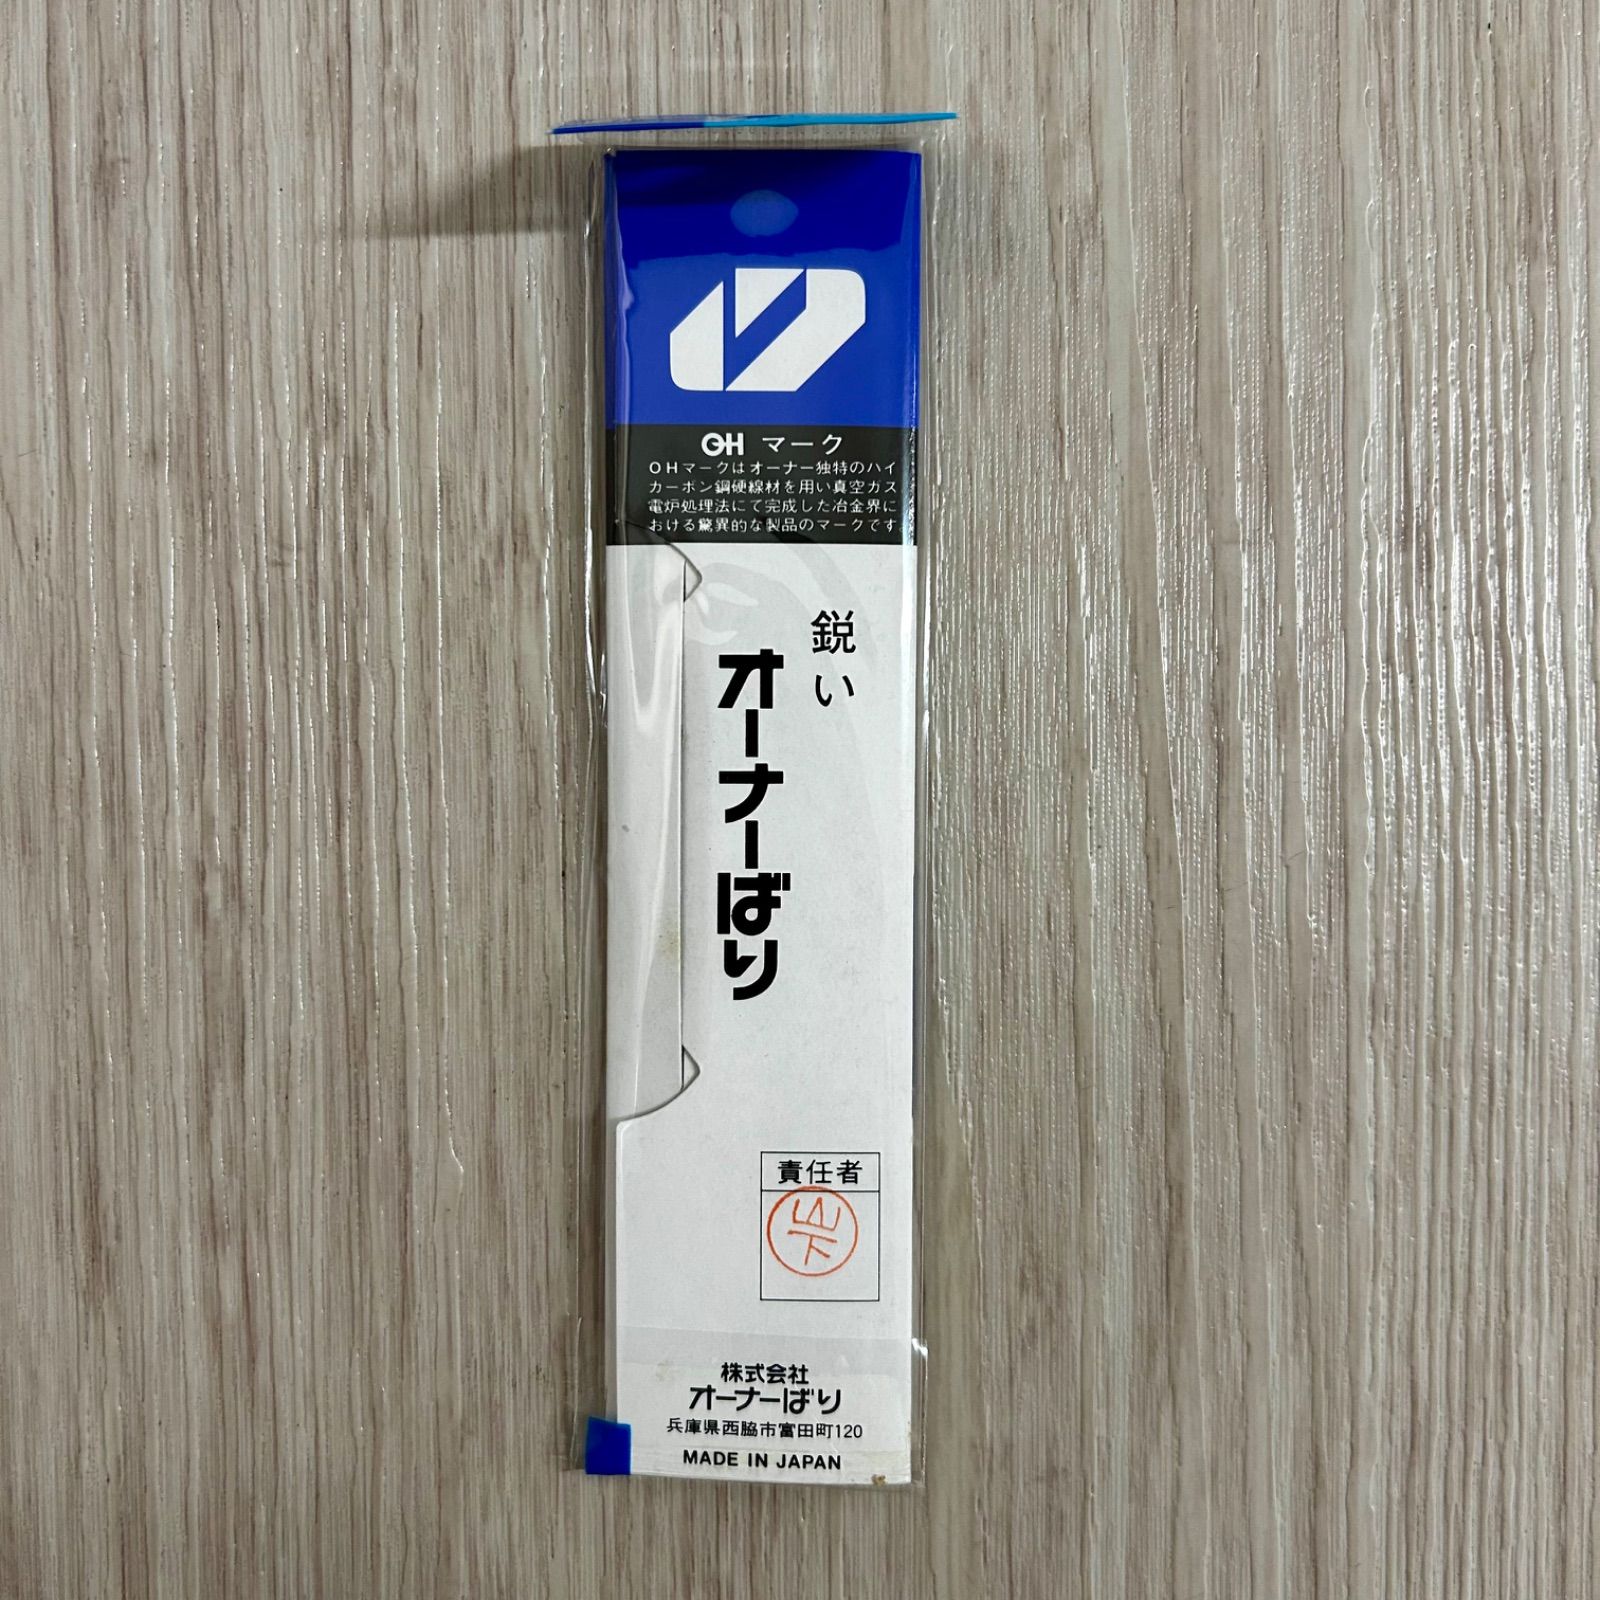 OH マーク
OHマークはオーナー独特のハイ
カーボン鋼硬線材を用い真空ガス
電炉処理法にて完成した冶金界に
おける驚異的な製品のマークです。
鋭い
オーナーばり
責任者
山下
株式会社
オーナーばり
兵庫県西脇市富田町120
MADE IN JAPAN